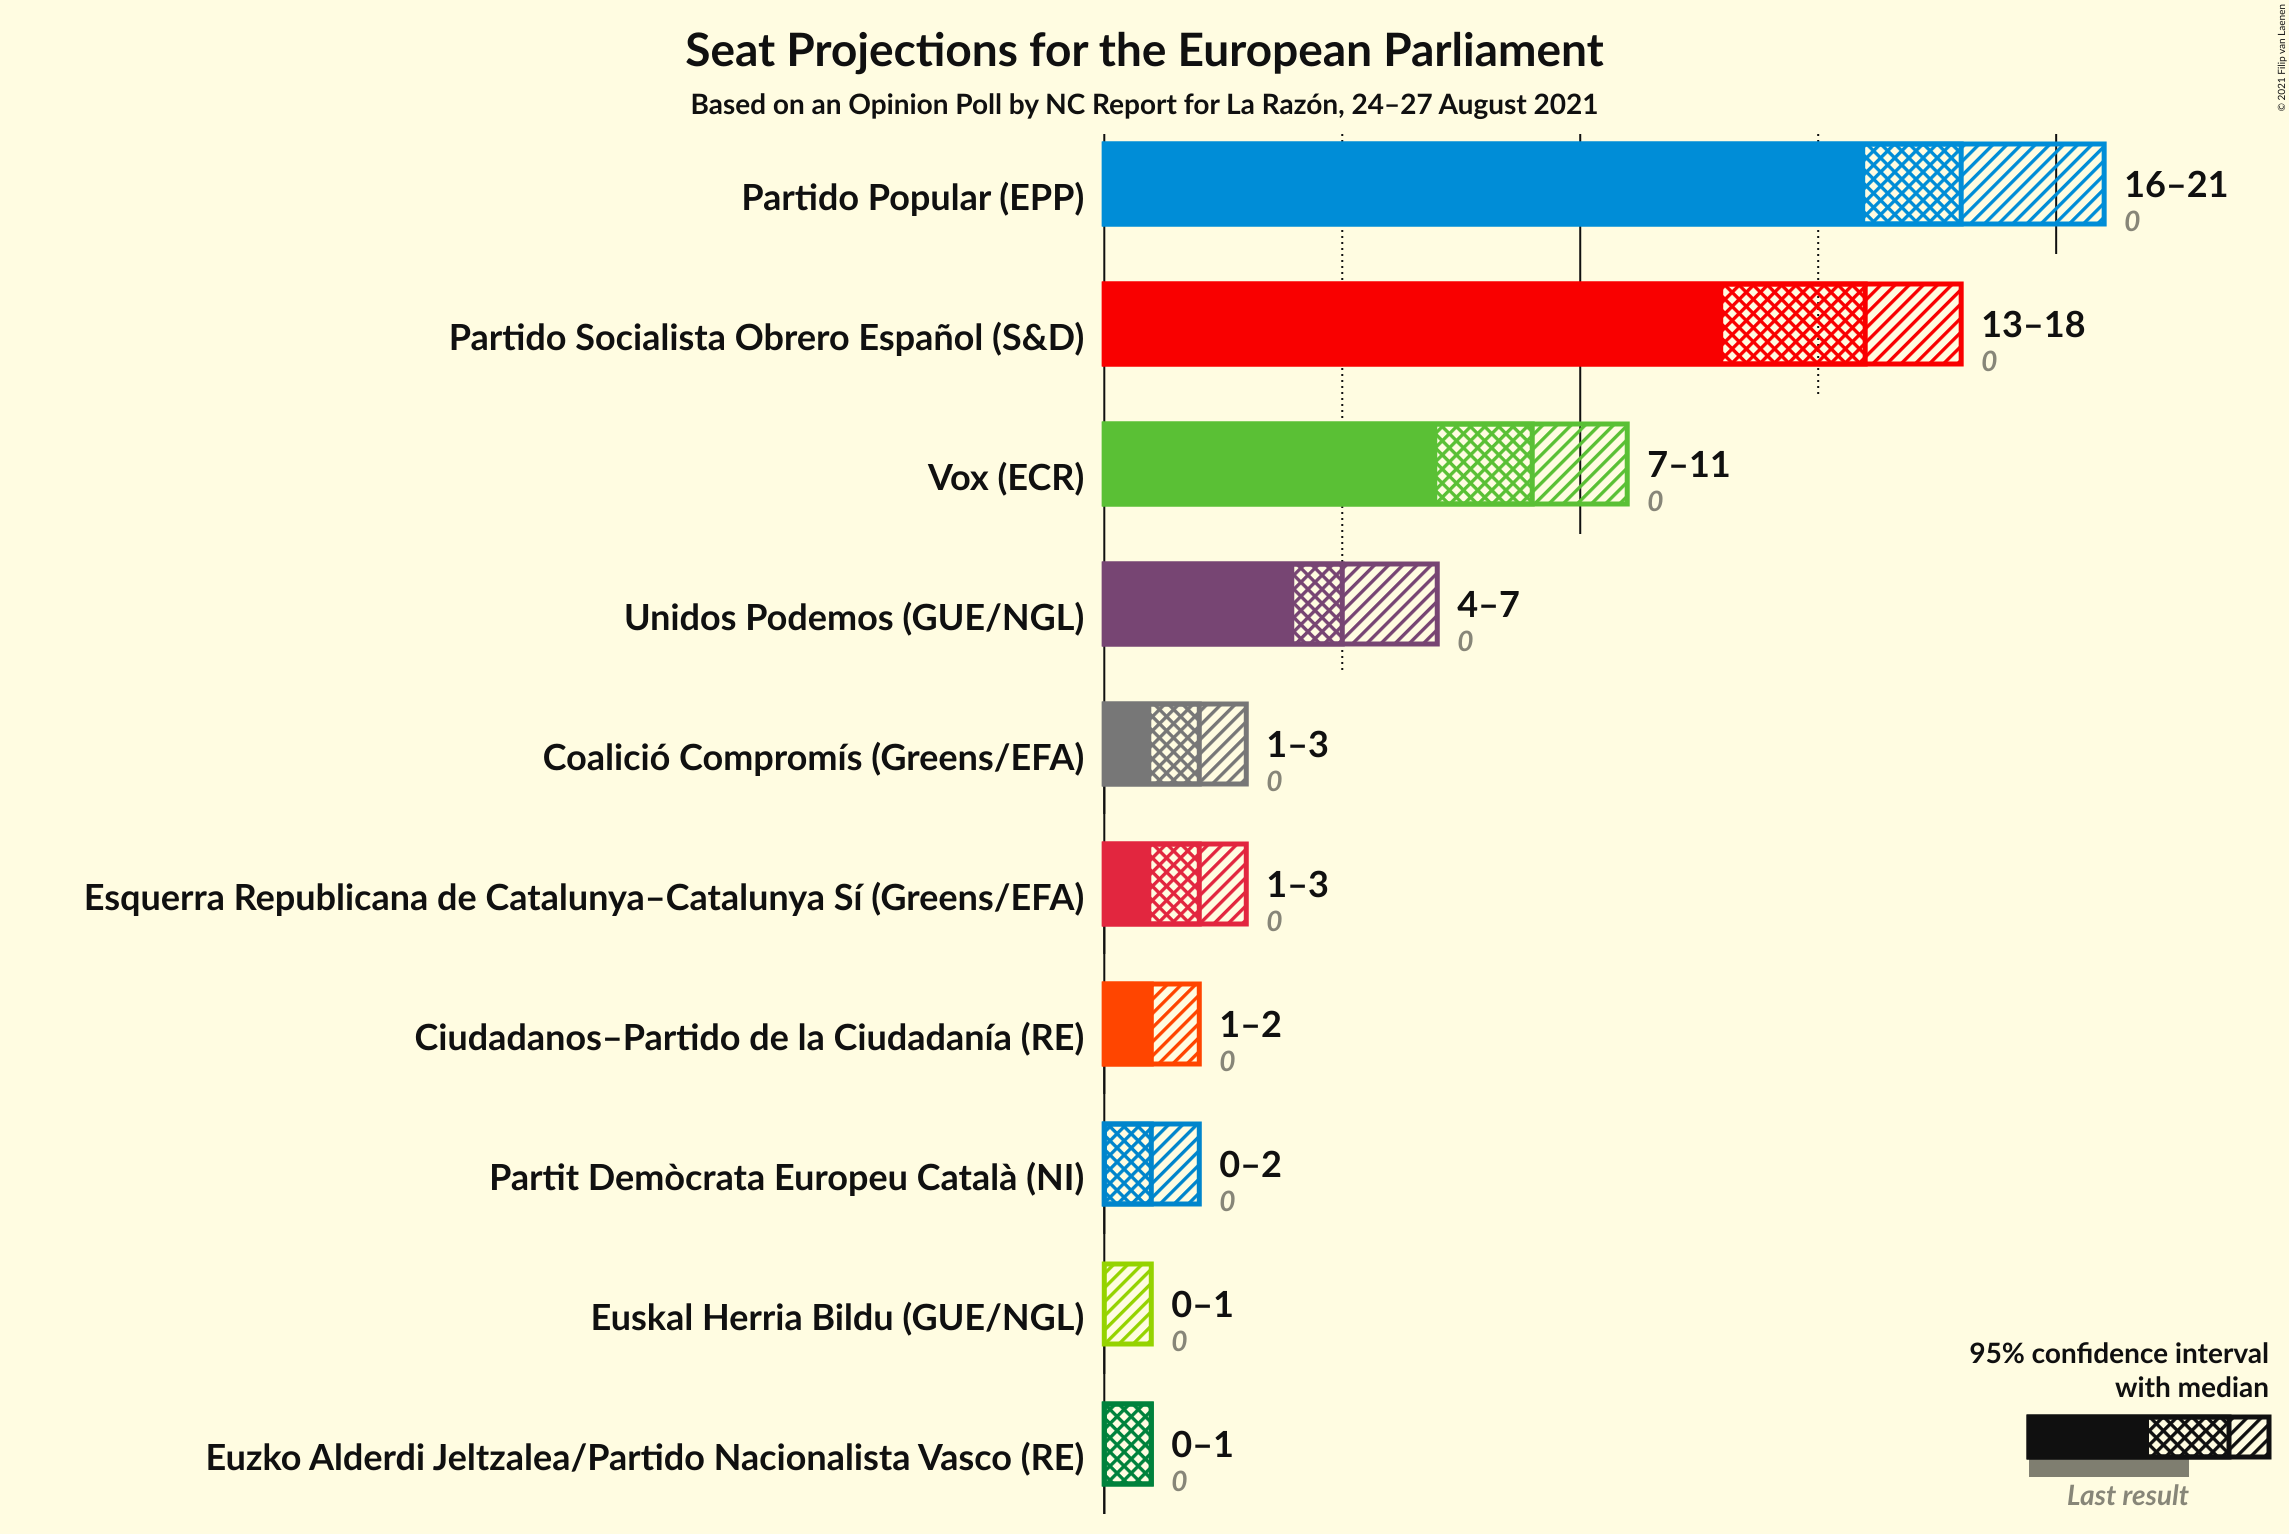 Seat Projections for the European Parliament
Based on an Opinion Poll by NC Report for La Razón, 24–27 August 2021
© 2021 Filip van Laenen
Partido Popular (EPP)
16–21
0
Partido Socialista Obrero Español (S&D)
13–18
0
Vox (ECR)
7–11
0
Unidos Podemos (GUE/NGL)
4–7
0
Coalició Compromís (Greens/EFA)
1–3
0
Esquerra Republicana de Catalunya–Catalunya Sí (Greens/EFA)
1–3
0
Ciudadanos–Partido de la Ciudadanía (RE)
1–2
0
Partit Demòcrata Europeu Català (NI)
0–2
0
Euskal Herria Bildu (GUE/NGL)
0–1
0
Euzko Alderdi Jeltzalea/Partido Nacionalista Vasco (RE)
0–1
0
95% confidence interval
with median
Last result